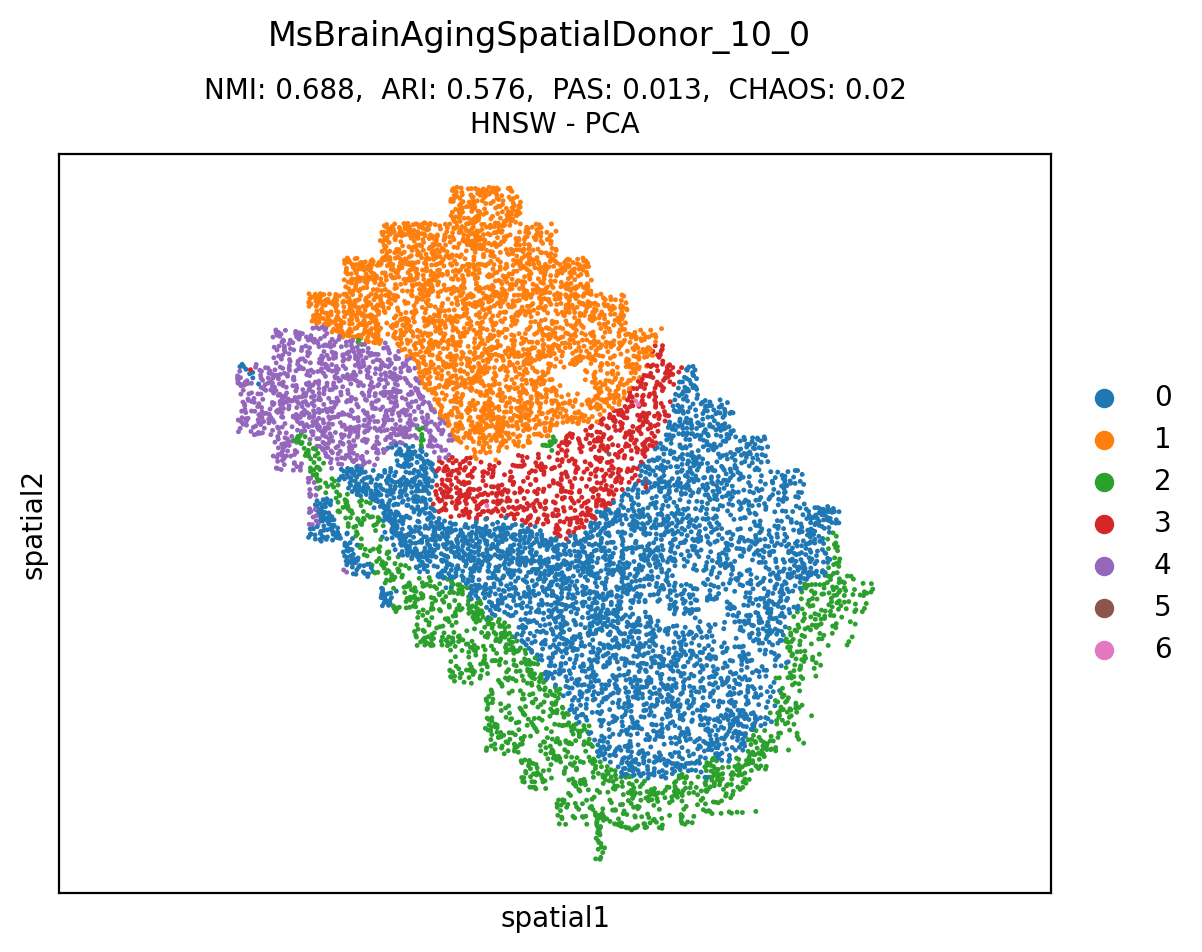 MsBrainAgingSpatialDonor_10_0
NMI: 0.688,  ARI: 0.576,  PAS: 0.013,  CHAOS: 0.02
HNSW - PCA
spatial2
0
1
2
3
4
5
6
spatial1